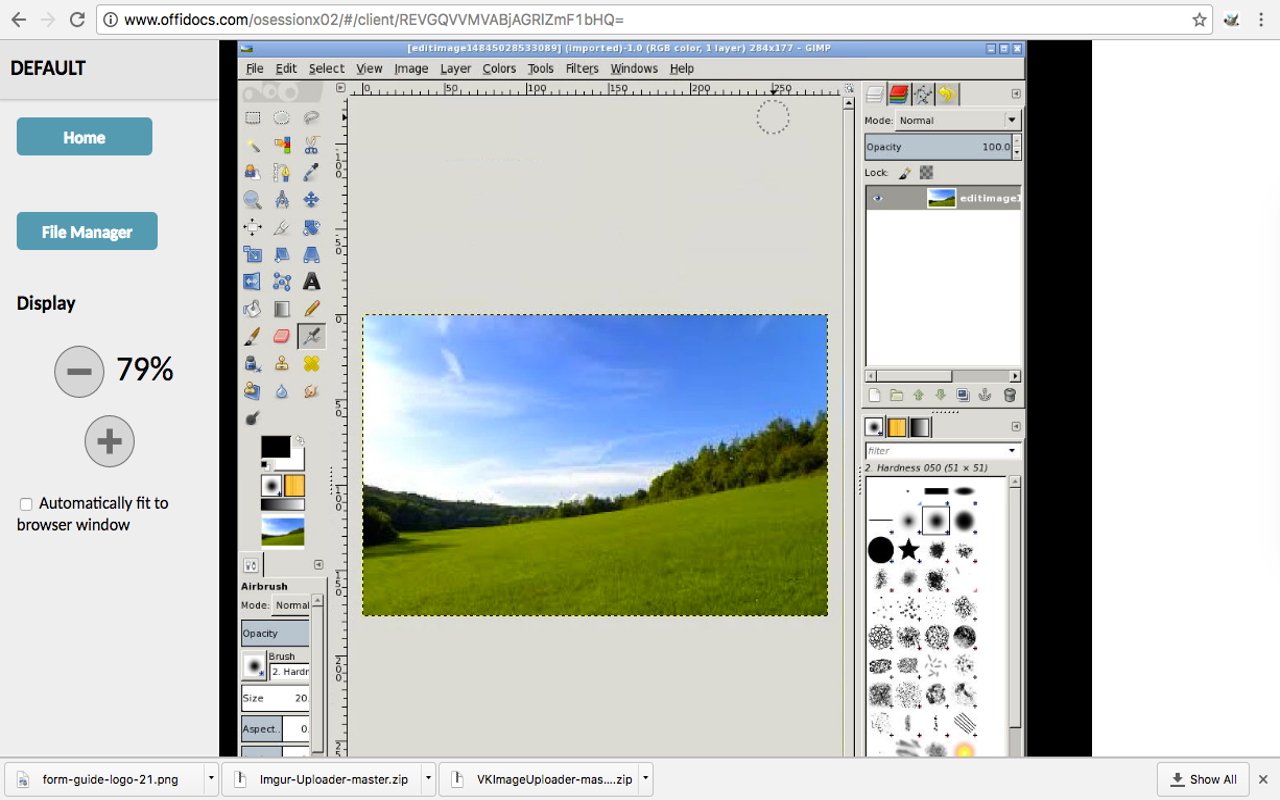 www.offidocs.com/osessionx02/#/client/REVGQVVMVABjAGRlZmF1bHQ=
DEFAULT
Home
File Manager
Display
79%
Automatically fit to
browser window
[editimage14845028533089] (imported)-1.0 (RGB color, 1 layer) 284x177 – GIMP
File Edit Select View Image Layer Colors Tools Filters Windows Help
0 50 100 150 200 250
Mode: Normal
Opacity 100.0
Lock:
editimage1
filter
2. Hardness 050 (51 × 51)
Airbrush
Mode: Normal
Opacity
Brush
2. Hardn
Size 20.
Aspect.. 0.
form-guide-logo-21.png
Imgur-Uploader-master.zip
VKImageUploader-mas....zip
Show All